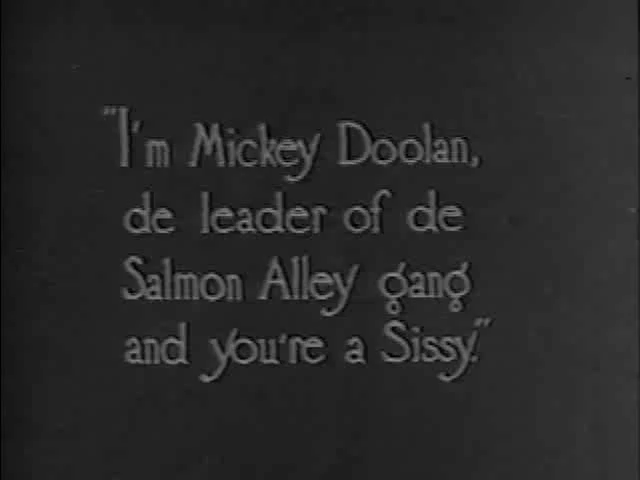 "I'm Mickey Doolan,
de leader of de
Salmon Alley gang
and you're a Sissy."